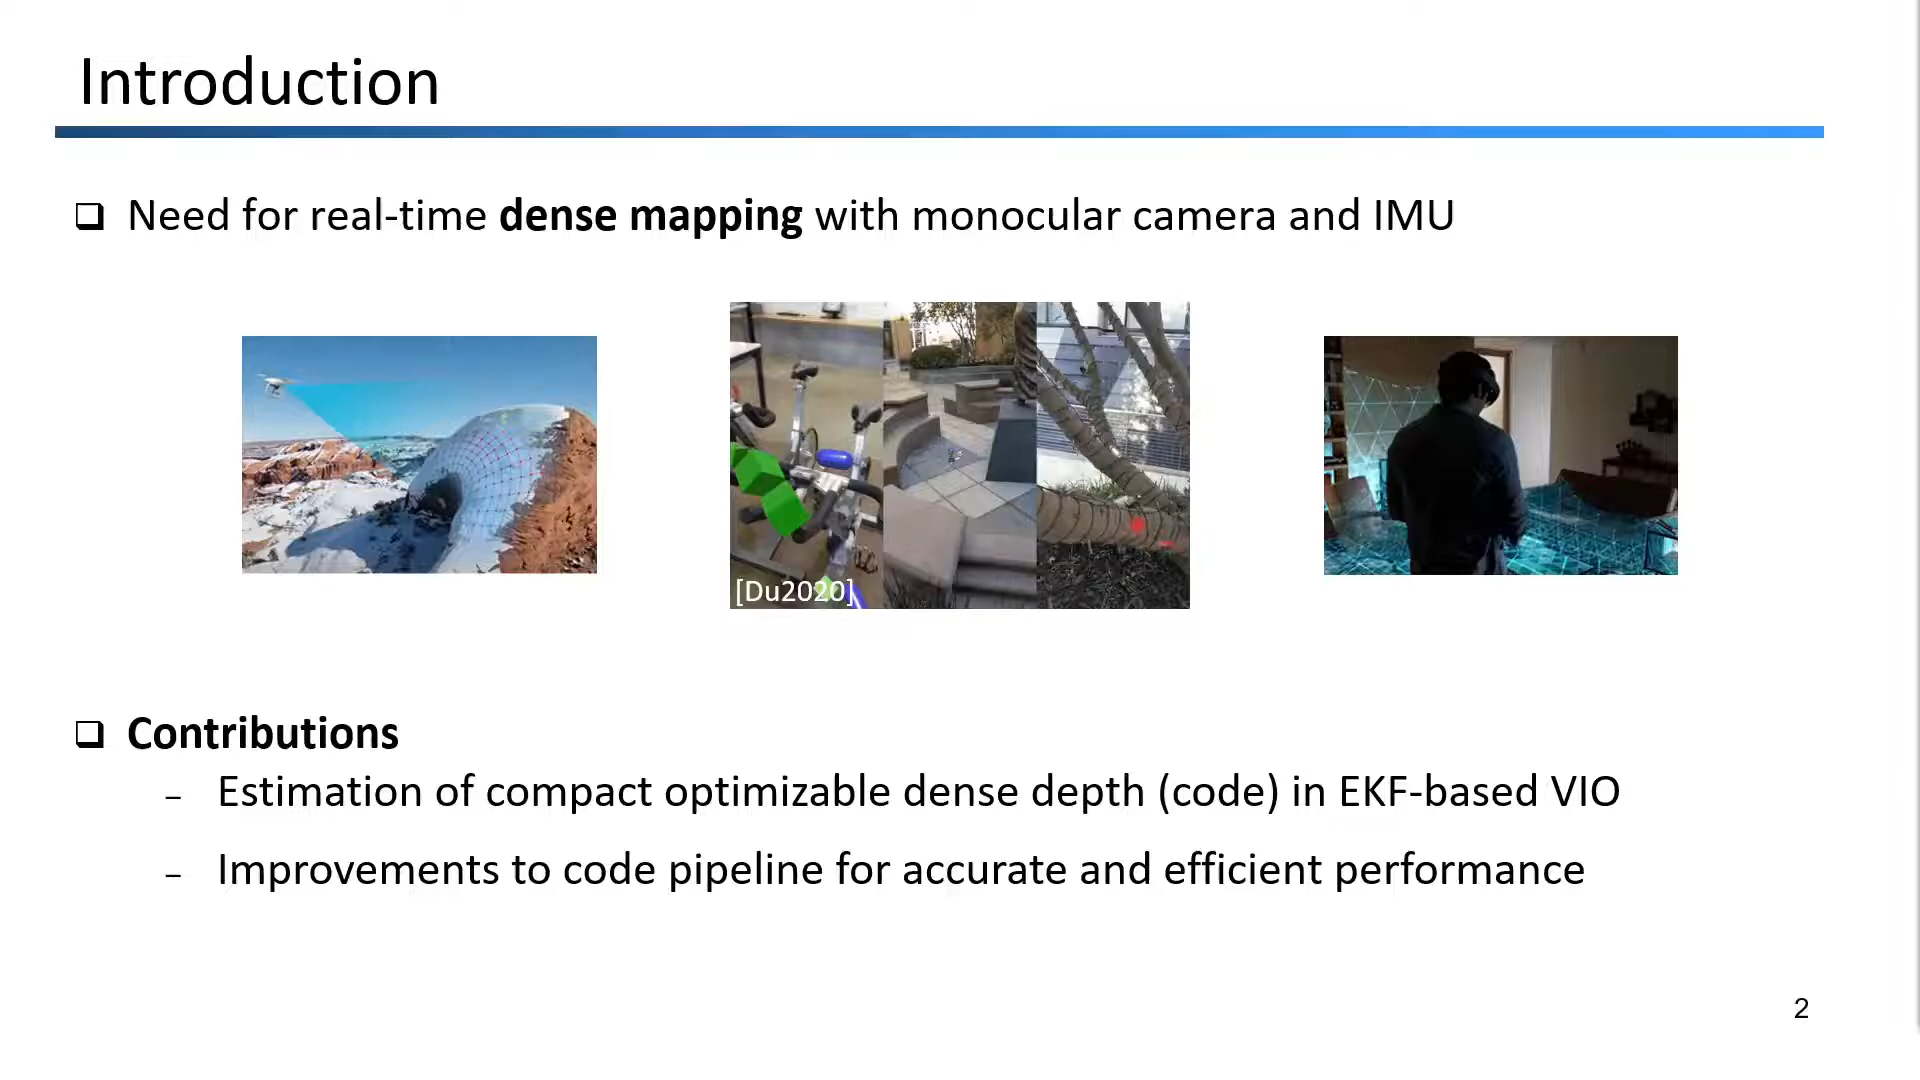 Introduction
Need for real-time dense mapping with monocular camera and IMU
[Du2020]
Contributions
– Estimation of compact optimizable dense depth (code) in EKF-based VIO
– Improvements to code pipeline for accurate and efficient performance
2